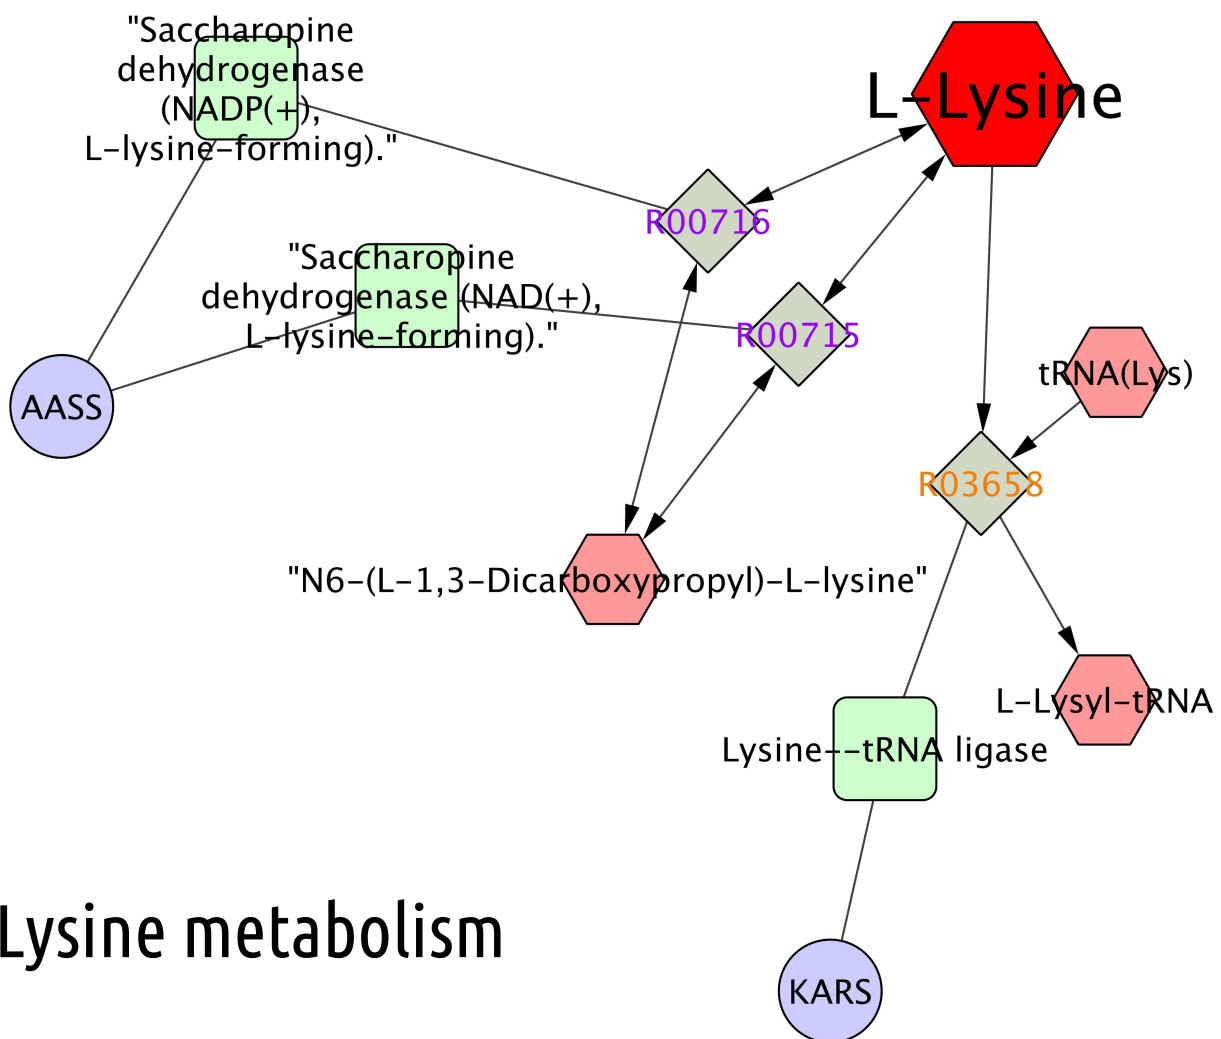 "Saccharopine
dehydrogenase
(NADP(+),
L-lysine-forming)."
L-Lysine
R00716
"Saccharopine
dehydrogenase (NAD(+),
L-lysine-forming)."
R00715
tRNA(Lys)
AASS
R03658
"N6-(L-1,3-Dicarboxypropyl)-L-lysine"
L-Lysyl-tRNA
Lysine--tRNA ligase
Lysine metabolism
KARS